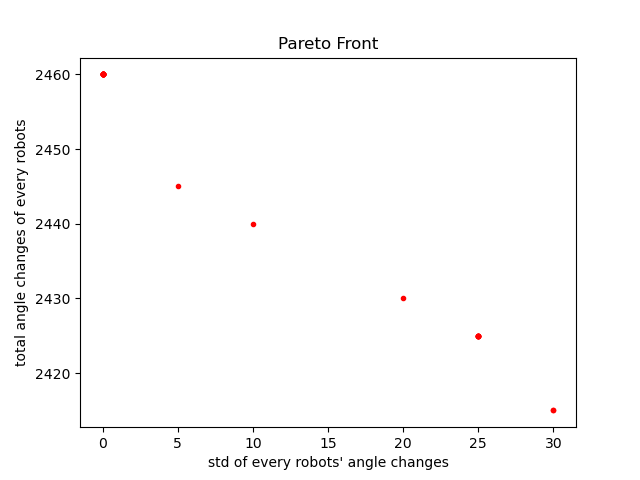 Pareto Front
2460
2450
2440
2430
2420
total angle changes of every robots
0 5 10 15 20 25 30
std of every robots' angle changes